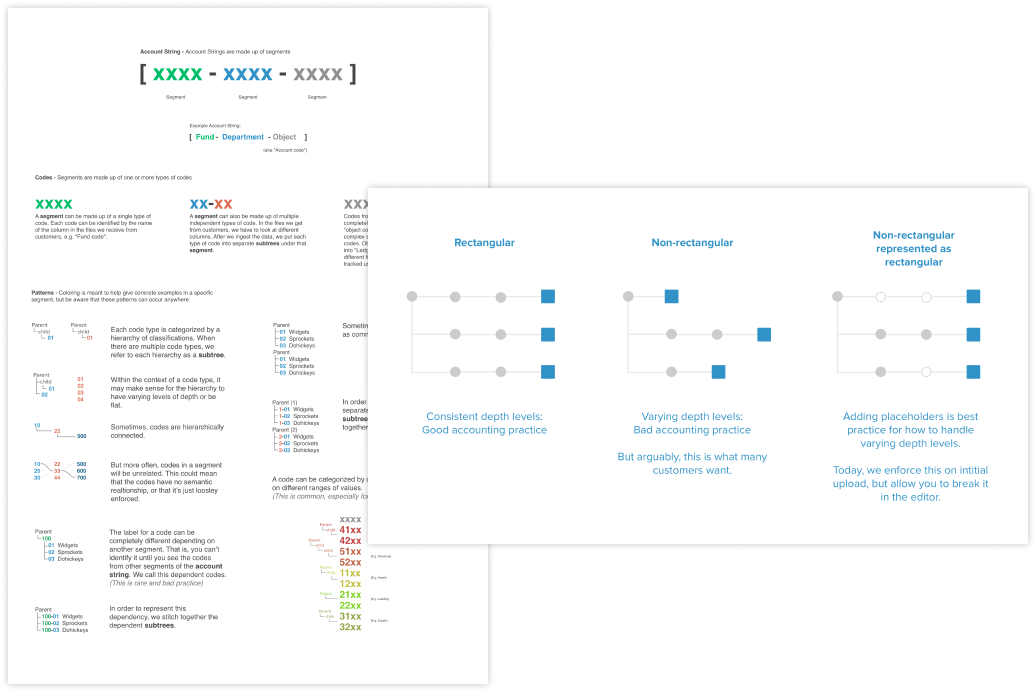 Account String - Account Strings are made up of segments
[ xxxx - xxxx - xxxx ]
Segment Segment Segment
Example Account String:
[ Fund - Department - Object ]
(aka "Account code")
Codes - Segments are made up of one or more types of codes
xxxx
A segment can be made up of a single type of
code. Each code can be identified by the name
of the column in the files we receive from
customers, e.g. "Fund code".
xx-xx
A segment can also be made up of multiple
independent types of code. In the files we get
from customers, we have to look at different
columns. After we ingest the data, we put each
type of code into separate subtrees under that
segment.
xxx
Codes fro
completel
"object co
complex s
codes. Ob
into "Ledg
different f
tracked us
Patterns - Coloring is meant to help give concrete examples in a specific
segment, but be aware that these patterns can occur anywhere.
Parent Parent
child child
01 01
Each code type is categorized by a
hierarchy of classifications. When
there are multiple code types, we
refer to each hierarchy as a subtree.
Parent
child
01
02
01
02
03
04
Within the context of a code type, it
may make sense for the hierarchy to
have varying levels of depth or be
flat.
10
22
500
Sometimes, codes are hierarchically
connected.
10 22 500
20 33 600
30 44 700
But more often, codes in a segment
will be unrelated. This could mean
that the codes have no semantic
realtionship, or that it's just loosley
enforced.
Parent
100
01 Widgets
02 Sprockets
03 Dohickeys
The label for a code can be
completely different depending on
another segment. That is, you can't
identify it until you see the codes
from other segments of the account
string. We call this dependent codes.
(This is rare and bad practice)
Parent
100-01 Widgets
100-02 Sprockets
100-03 Dohickeys
In order to represent this
dependency, we stitch together the
dependent subtrees.
Parent
01 Widgets
02 Sprockets
03 Dohickeys
Parent
01 Widgets
02 Sprockets
03 Dohickeys
Sometim
as comm
Parent (1)
1-01 Widgets
1-02 Sprockets
1-03 Dohickeys
Parent (2)
2-01 Widgets
2-02 Sprockets
2-03 Dohickeys
In order
separate
subtree
together
A code can be categorized by
on different ranges of values.
(This is common, especially fo
xxxx
Parent
child 41xx
Parent 42xx
child
child 51xx (E.g. Revenue)
52xx
Parent
child 11xx (E.g. Asset)
12xx
Parent 21xx (E.g. Liability)
22xx
Parent
child 31xx (E.g. Equity)
32xx
Rectangular
Consistent depth levels:
Good accounting practice
Non-rectangular
Varying depth levels:
Bad accounting practice
But arguably, this is what many
customers want.
Non-rectangular
represented as
rectangular
Adding placeholders is best
practice for how to handle
varying depth levels.
Today, we enforce this on intitial
upload, but allow you to break it
in the editor.